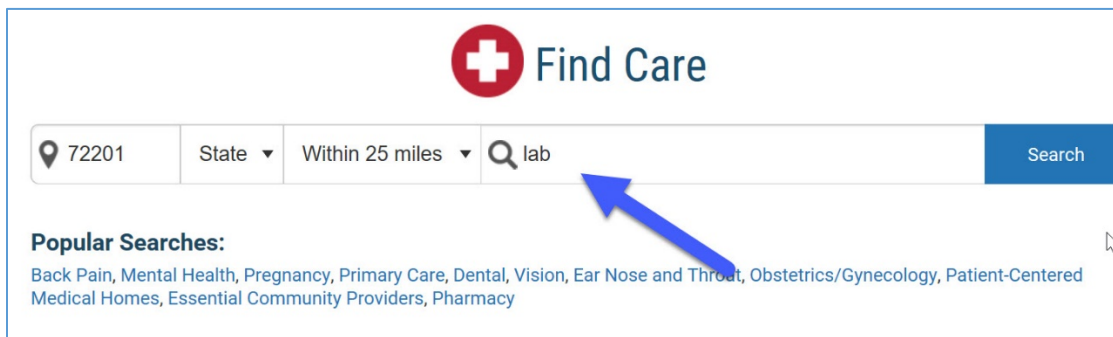 Find Care
72201 State Within 25 miles lab Search
Popular Searches:
Back Pain, Mental Health, Pregnancy, Primary Care, Dental, Vision, Ear Nose and Throat, Obstetrics/Gynecology, Patient-Centered
Medical Homes, Essential Community Providers, Pharmacy